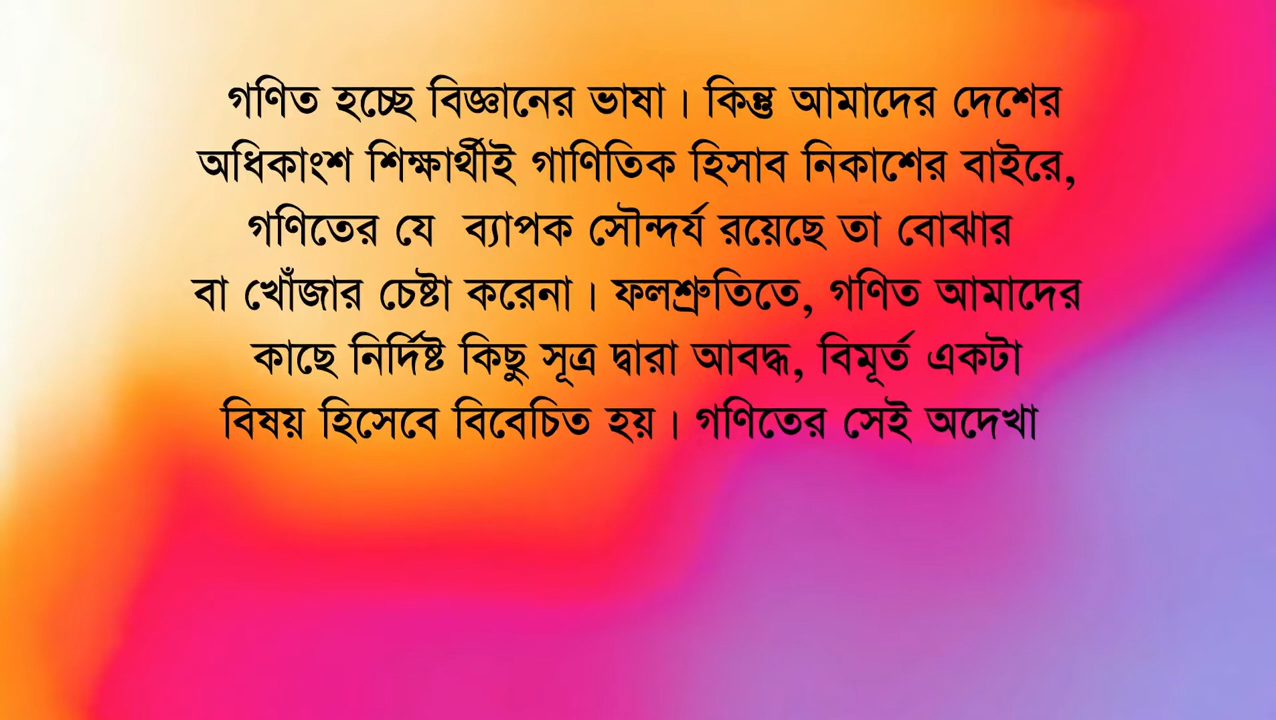 গণিত হচ্ছে বিজ্ঞানের ভাষা। কিন্তু আমাদের দেশের
অধিকাংশ শিক্ষার্থীই গাণিতিক হিসাব নিকাশের বাইরে,
গণিতের যে ব্যাপক সৌন্দর্য রয়েছে তা বোঝার
বা খোঁজার চেষ্টা করেনা। ফলশ্রুতিতে, গণিত আমাদের
কাছে নির্দিষ্ট কিছু সূত্র দ্বারা আবদ্ধ, বিমূর্ত একটা
বিষয় হিসেবে বিবেচিত হয়। গণিতের সেই অদেখা